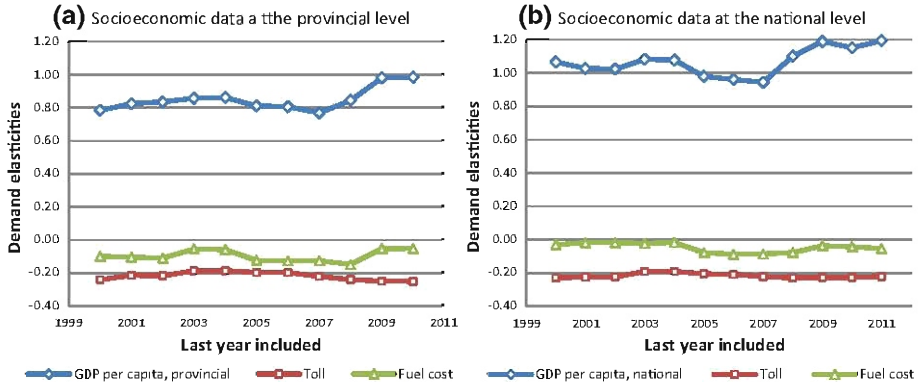 (a) Socioeconomic data a tthe provincial level
1.20
1.00
0.80
0.60
0.40
0.20
0.00
-0.20
-0.40
Demand elasticities
1999 2001 2003 2005 2007 2009 2011
Last year included
GDP per capita, provincial Toll Fuel cost
(b) Socioeconomic data at the national level
1.20
1.00
0.80
0.60
0.40
0.20
0.00
-0.20
-0.40
Demand elasticities
1999 2001 2003 2005 2007 2009 2011
Last year included
GDP per capita, national Toll Fuel cost